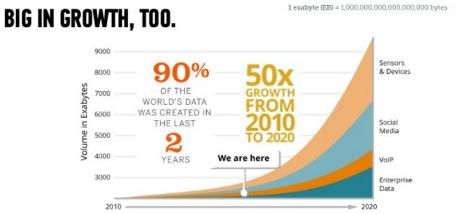 BIG IN GROWTH, TOO.
1 exabyte (EB) = 1,000,000,000,000,000,000 bytes
Volume in Exabytes
9000
8000
7000
6000
5000
4000
3000
90%
OF THE
WORLD'S DATA
WAS CREATED IN
THE LAST
2
YEARS
50x
GROWTH
FROM
2010
TO 2020
We are here
Sensors
& Devices
Social
Media
VoIP
Enterprise
Data
2010
2020